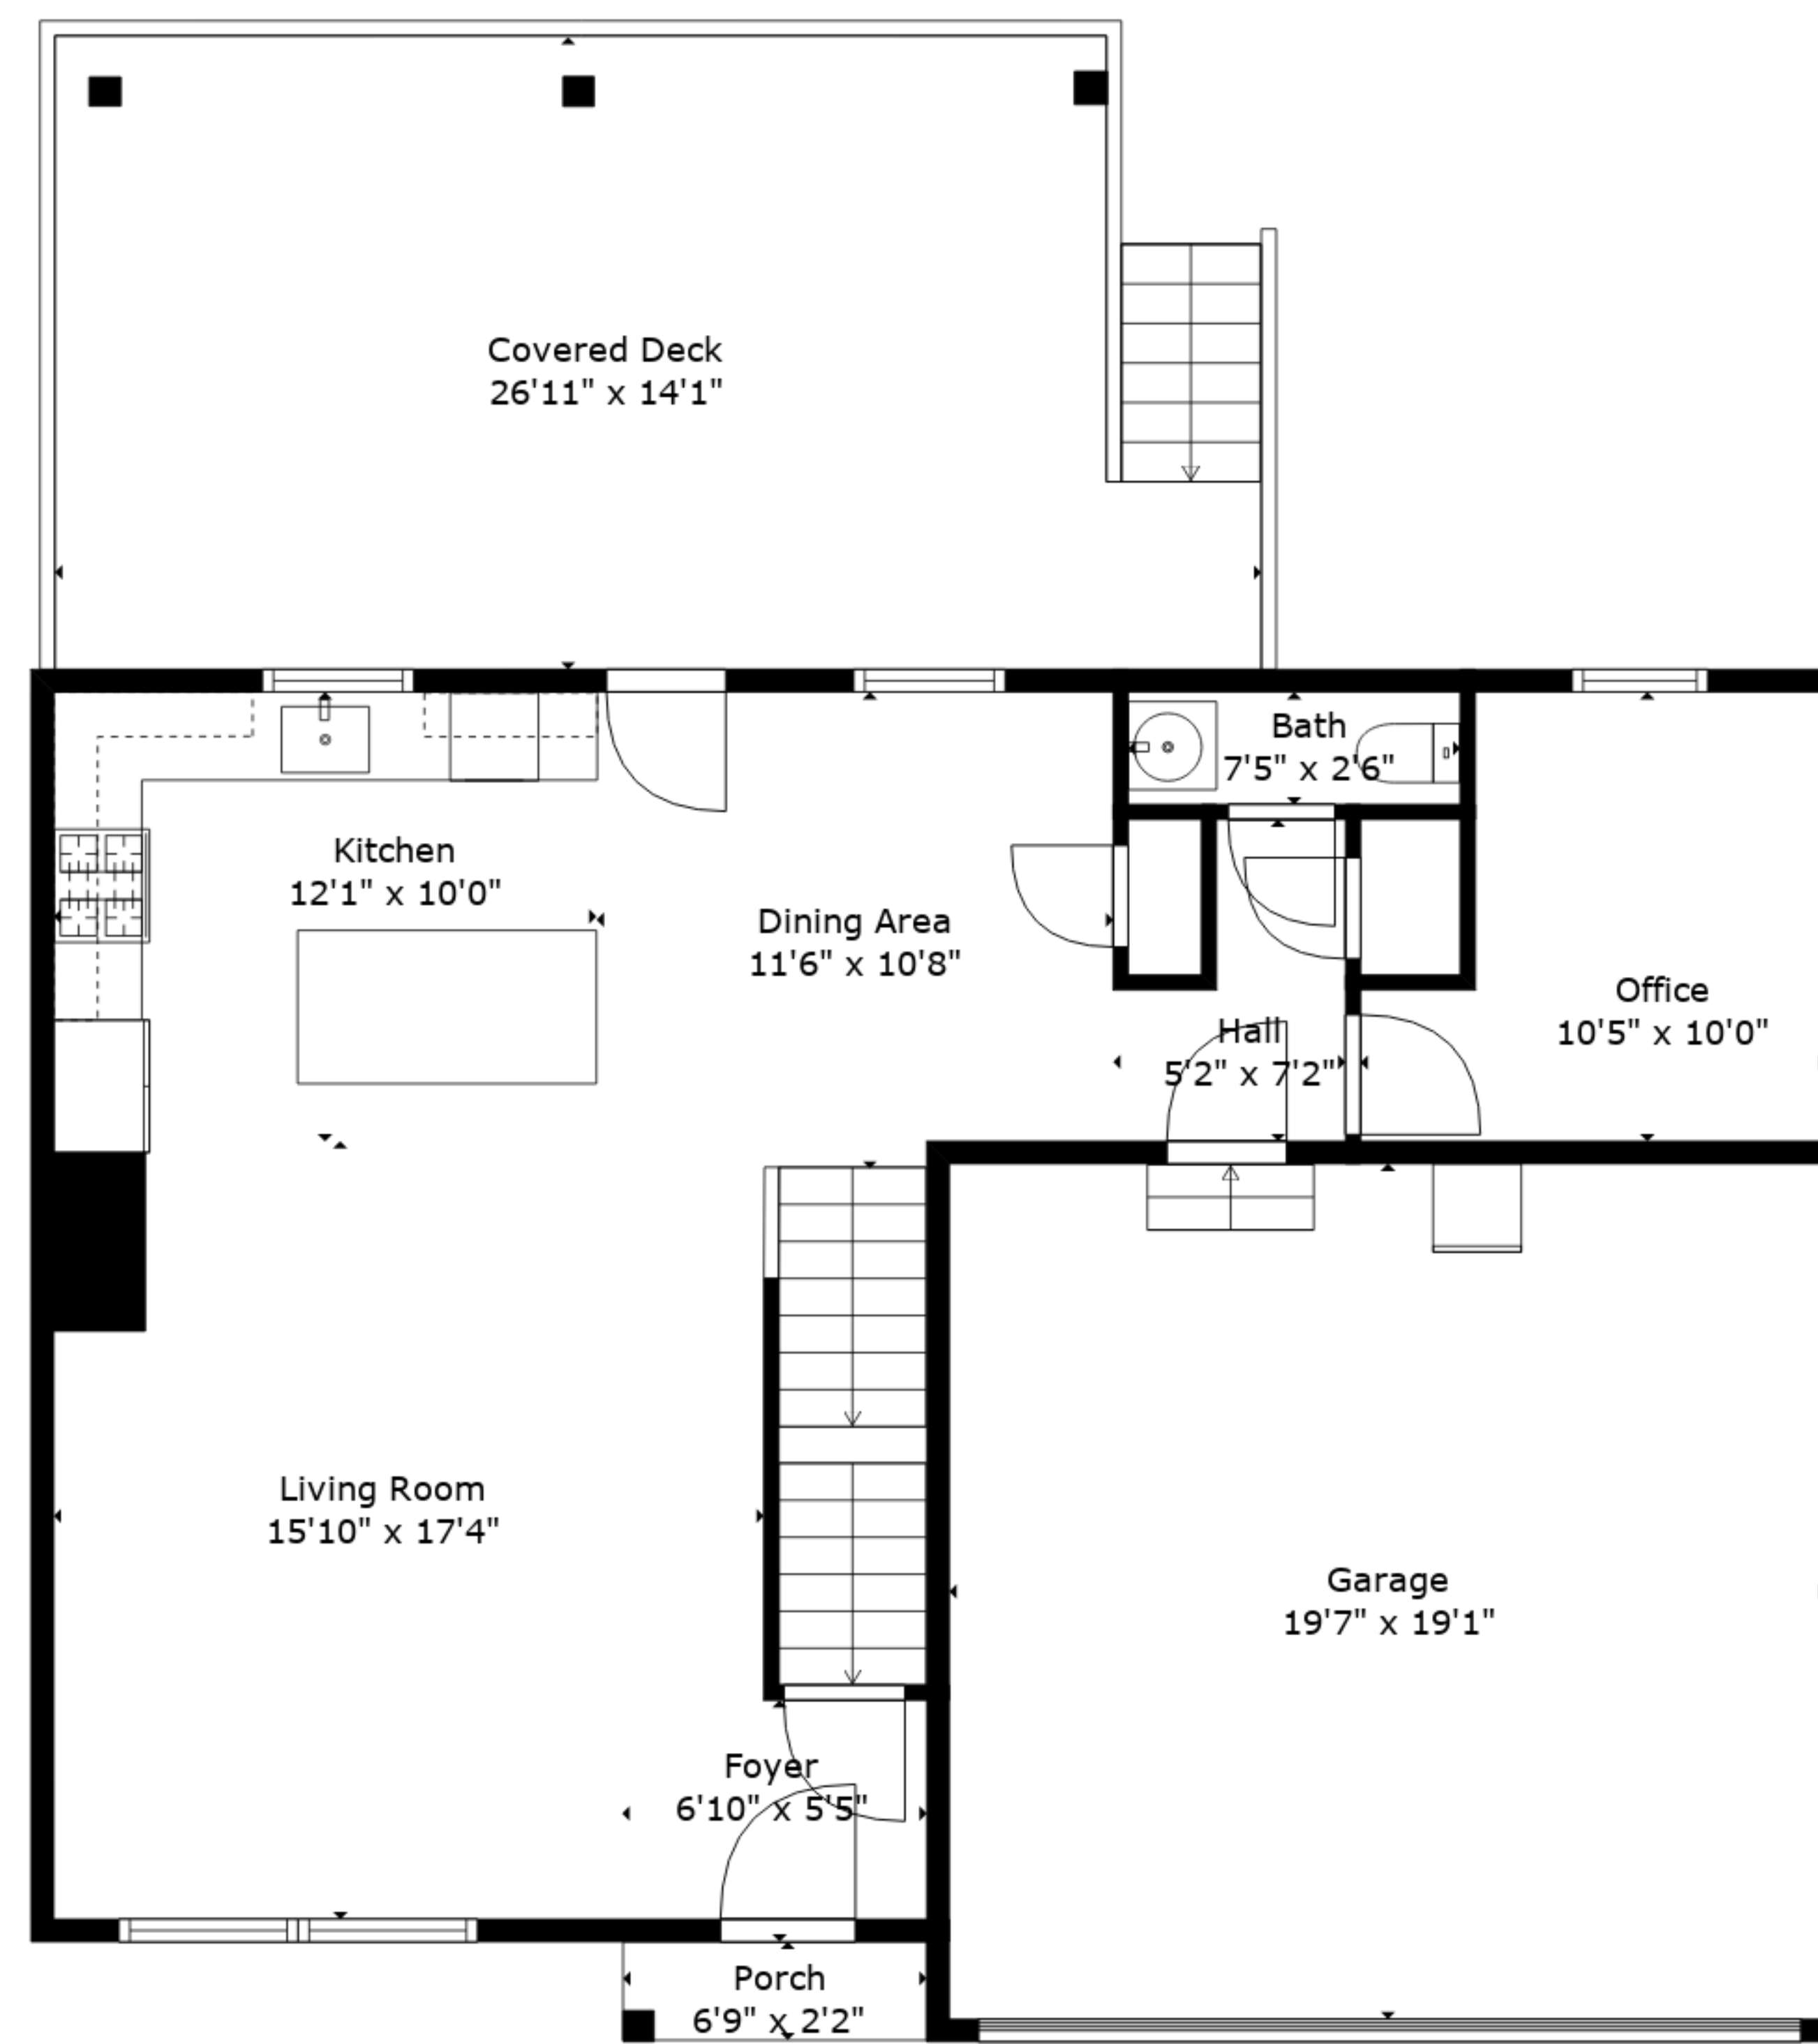 Covered Deck
26'11" x 14'1"
Bath
7'5" x 2'6"
Kitchen
12'1" x 10'0"
Dining Area
11'6" x 10'8"
Office
10'5" x 10'0"
Hall
5'2" x 7'2"
Living Room
15'10" x 17'4"
Garage
19'7" x 19'1"
Foyer
6'10" x 5'5"
Porch
6'9" x 2'2"